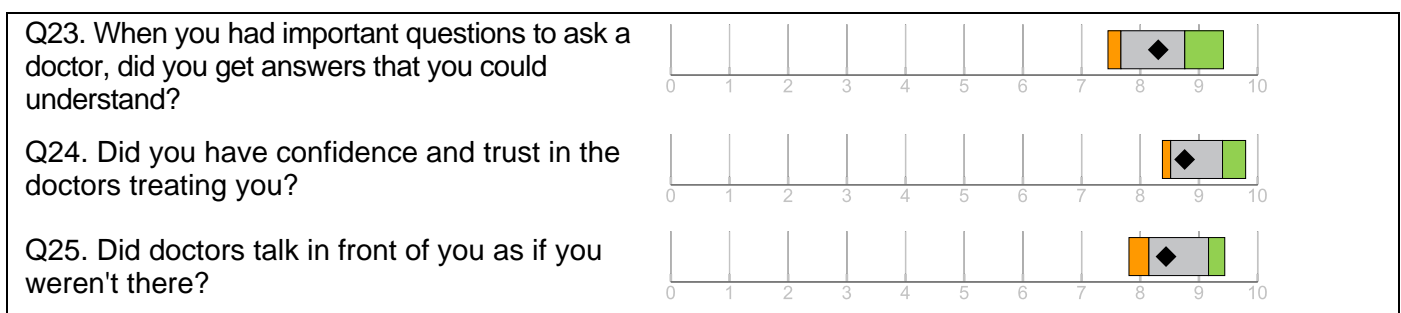 Q23. When you had important questions to ask a
doctor, did you get answers that you could
understand?
0 1 2 3 4 5 6 7 8 9 10
Q24. Did you have confidence and trust in the
doctors treating you?
0 1 2 3 4 5 6 7 8 9 10
Q25. Did doctors talk in front of you as if you
weren't there?
0 1 2 3 4 5 6 7 8 9 10